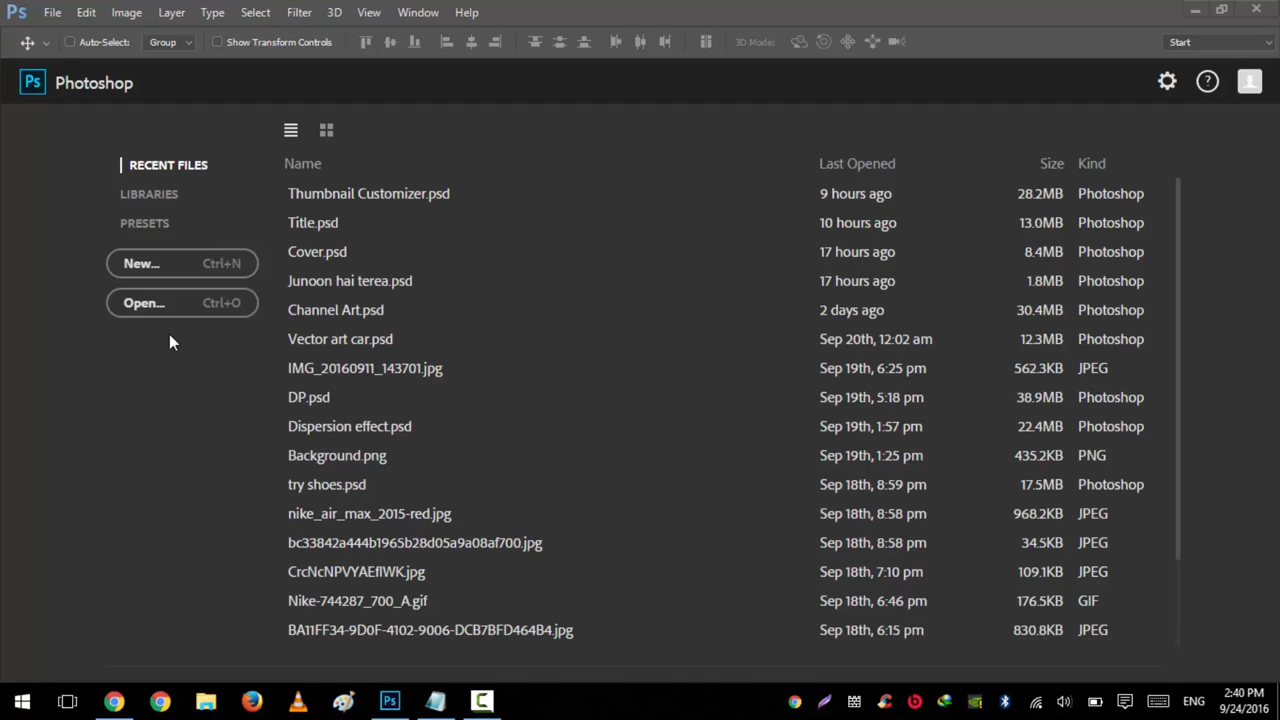 Ps File Edit Image Layer Type Select Filter 3D View Window Help
Auto-Select: Group Show Transform Controls 3D Mode: Start
Ps Photoshop
RECENT FILES Name Last Opened Size Kind
LIBRARIES Thumbnail Customizer.psd 9 hours ago 28.2MB Photoshop
PRESETS Title.psd 10 hours ago 13.0MB Photoshop
Cover.psd 17 hours ago 8.4MB Photoshop
New... Ctrl+N
Junoon hai terea.psd 17 hours ago 1.8MB Photoshop
Open... Ctrl+O
Channel Art.psd 2 days ago 30.4MB Photoshop
Vector art car.psd Sep 20th, 12:02 am 12.3MB Photoshop
IMG_20160911_143701.jpg Sep 19th, 6:25 pm 562.3KB JPEG
DP.psd Sep 19th, 5:18 pm 38.9MB Photoshop
Dispersion effect.psd Sep 19th, 1:57 pm 22.4MB Photoshop
Background.png Sep 19th, 1:25 pm 435.2KB PNG
try shoes.psd Sep 18th, 8:59 pm 17.5MB Photoshop
nike_air_max_2015-red.jpg Sep 18th, 8:58 pm 968.2KB JPEG
bc33842a444b1965b28d05a9a08af700.jpg Sep 18th, 8:58 pm 34.5KB JPEG
CrcNcNPVYAEflWK.jpg Sep 18th, 7:10 pm 109.1KB JPEG
Nike-744287_700_A.gif Sep 18th, 6:46 pm 176.5KB GIF
BA11FF34-9D0F-4102-9006-DCB7BFD464B4.jpg Sep 18th, 6:15 pm 830.8KB JPEG
Ps ENG 2:40 PM
9/24/2016